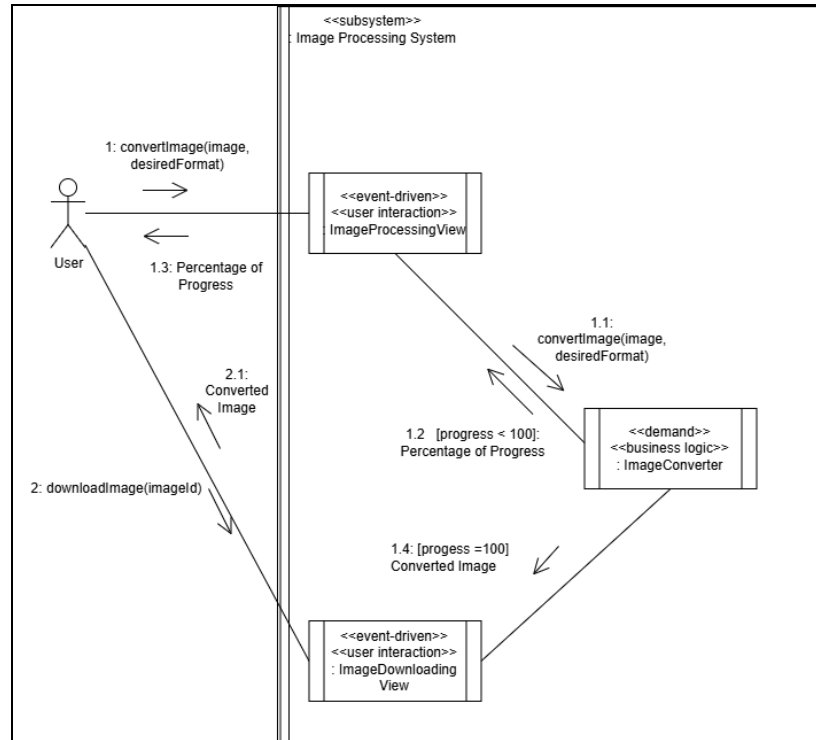 <<subsystem>>
: Image Processing System
1: convertImage(image,
desiredFormat)
<<event-driven>>
<<user interaction>>
: ImageProcessingView
User
1.3: Percentage of
Progress
1.1:
convertImage(image,
desiredFormat)
2.1:
Converted
Image
1.2 [progress < 100]:
Percentage of Progress
<<demand>>
<<business logic>>
: ImageConverter
2: downloadImage(imageId)
1.4: [progess =100]
Converted Image
<<event-driven>>
<<user interaction>>
: ImageDownloading
View